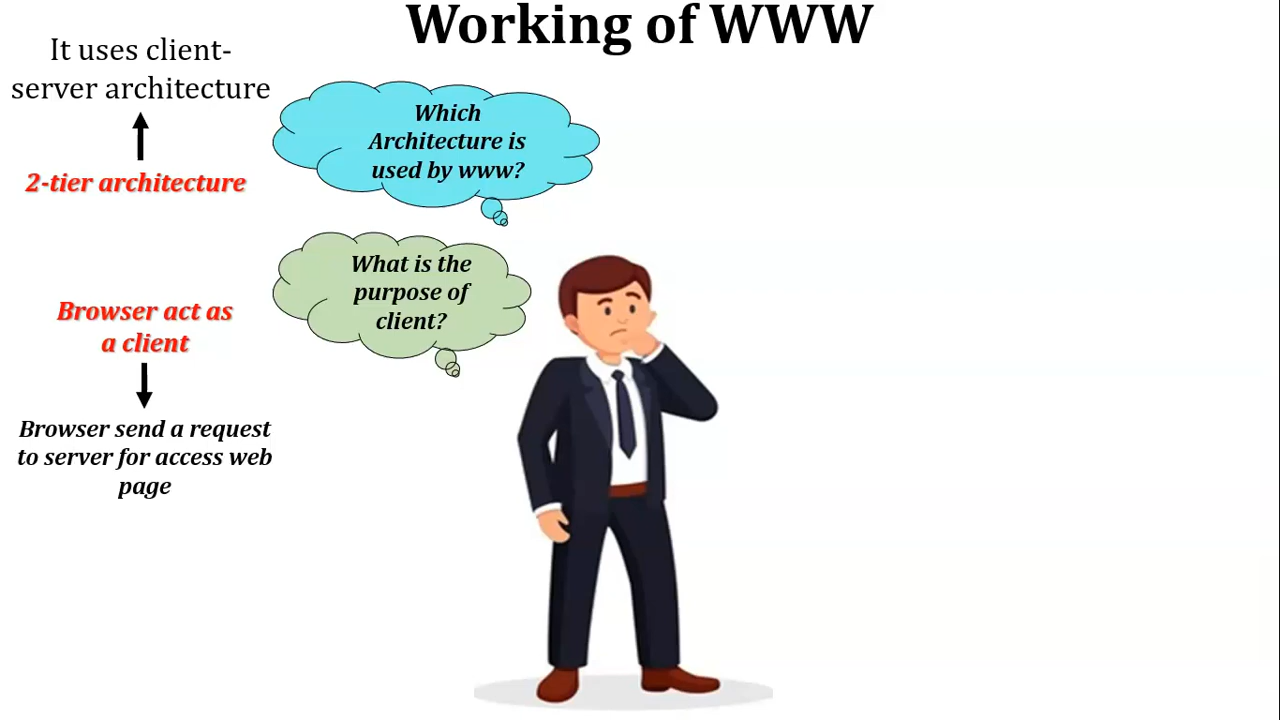 Working of WWW
It uses client-
server architecture
2-tier architecture
Which
Architecture is
used by www?
What is the
purpose of
client?
Browser act as
a client
Browser send a request
to server for access web
page